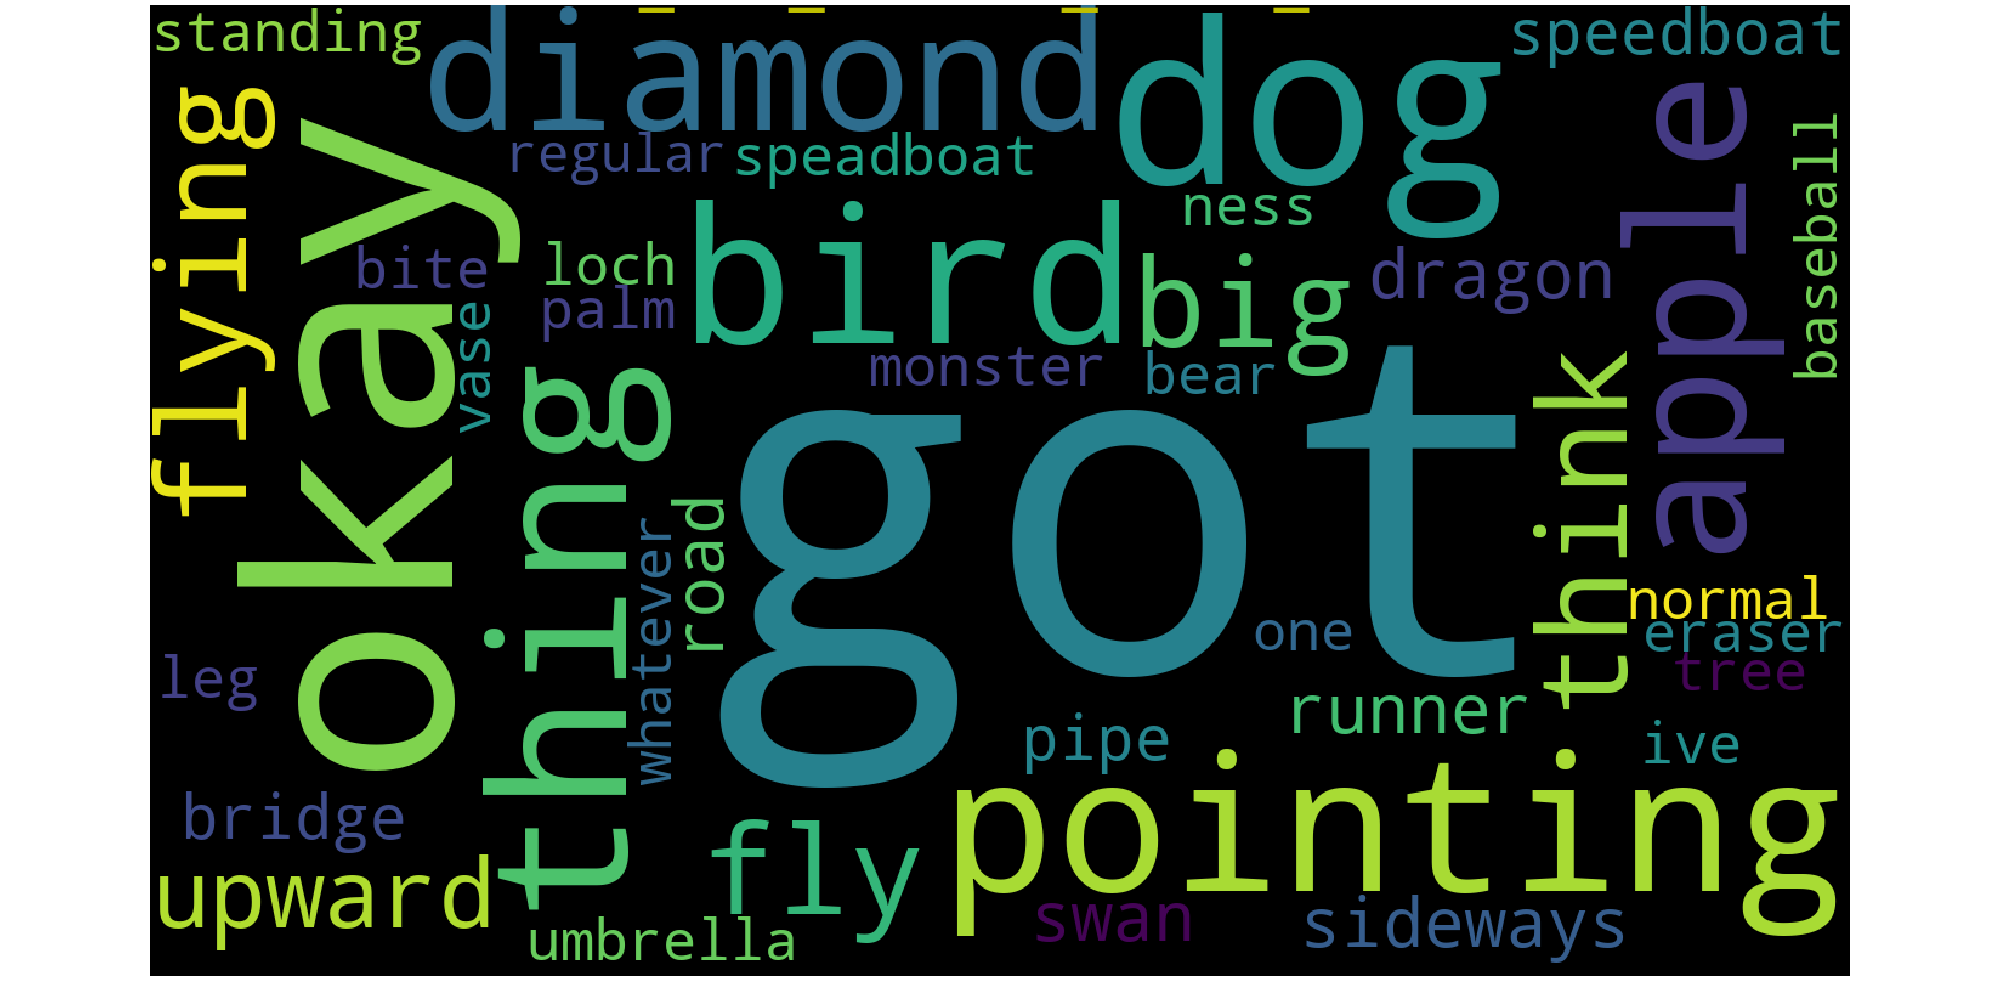 standing
diamond
dog
speedboat
flying
okay
regular
speadboat
ness
apple
baseball
bite
loch
bird
big
dragon
vase
palm
monster
bear
thing
got
think
whatever
road
normal
one
eraser
leg
tree
runner
pipe
ive
bridge
pointing
upward
fly
umbrella
swan
sideways